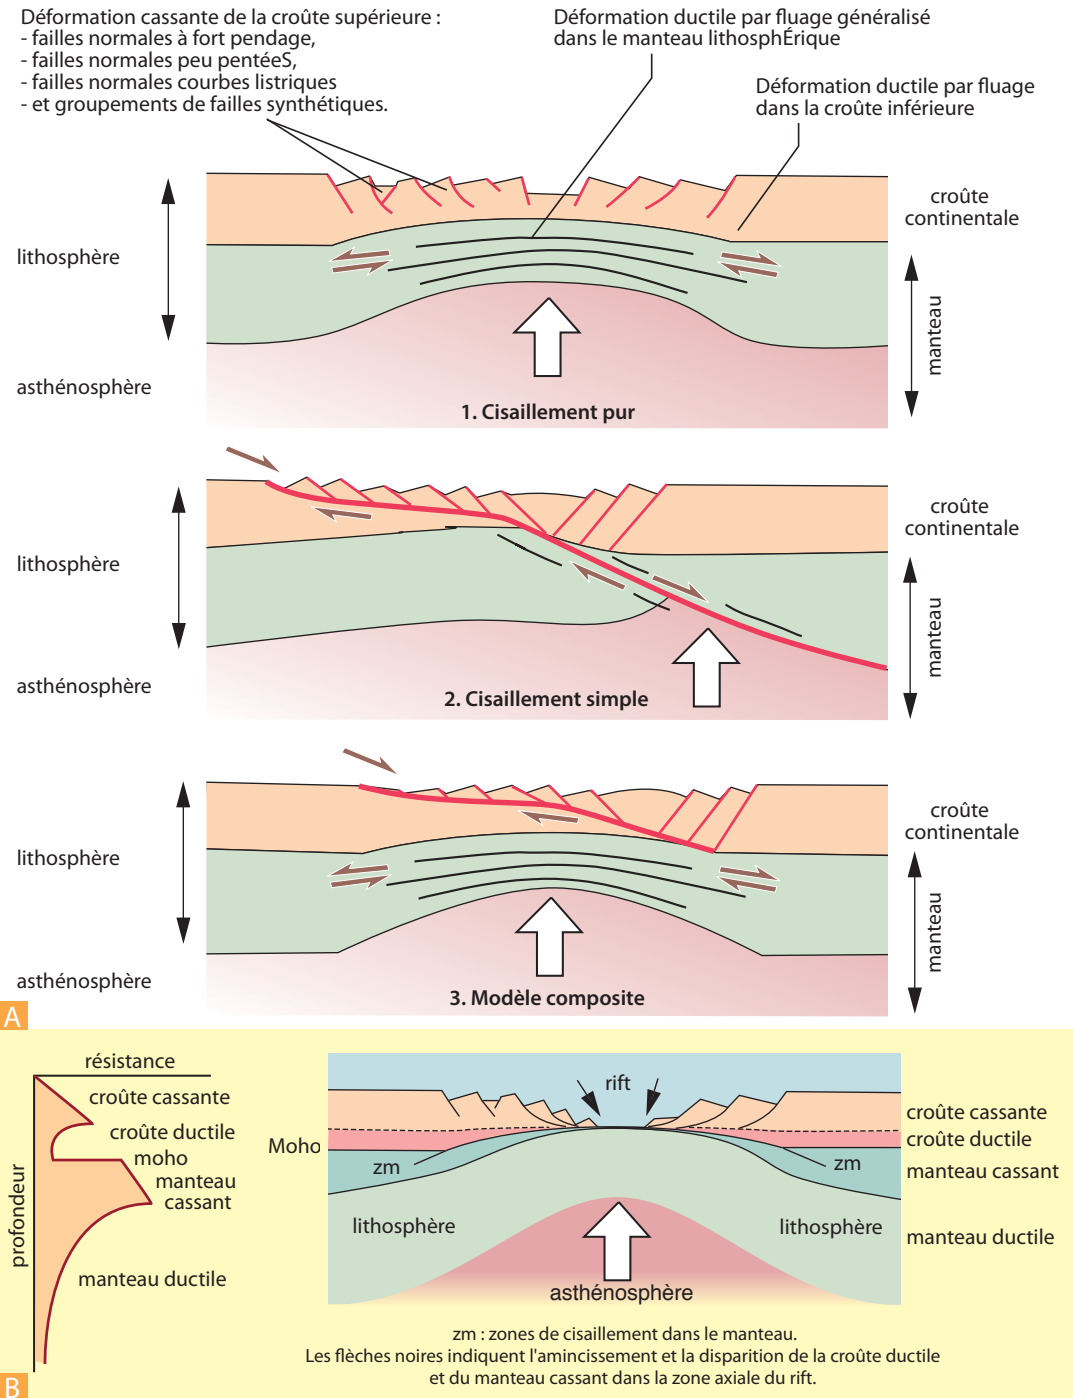 Déformation cassante de la croûte supérieure :
- failles normales à fort pendage,
- failles normales peu pentéeS,
- failles normales courbes listriques
- et groupements de failles synthétiques.
Déformation ductile par fluage généralisé
dans le manteau lithosphÉrique
Déformation ductile par fluage
dans la croûte inférieure
lithosphère
asthénosphère
croûte
continentale
manteau
1. Cisaillement pur
lithosphère
asthénosphère
croûte
continentale
manteau
2. Cisaillement simple
lithosphère
asthénosphère
croûte
continentale
manteau
3. Modèle composite
A
résistance
croûte cassante
croûte ductile
moho
manteau
cassant
manteau ductile
profondeur
rift
Moho
zm
zm
croûte cassante
croûte ductile
manteau cassant
manteau ductile
lithosphère
lithosphère
asthénosphère
zm : zones de cisaillement dans le manteau.
Les flèches noires indiquent l'amincissement et la disparition de la croûte ductile
et du manteau cassant dans la zone axiale du rift.
B